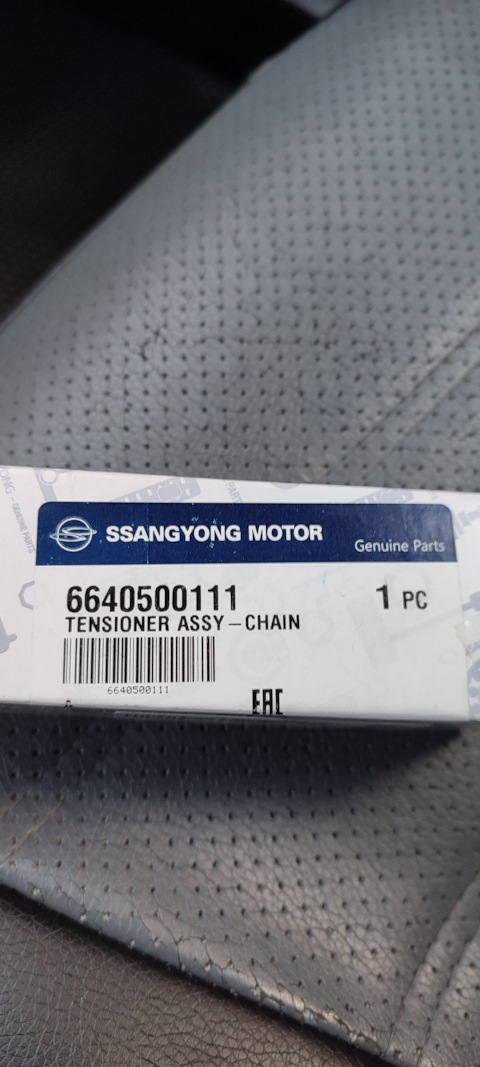 SSANGYONG MOTOR
Genuine Parts
6640500111 1 PC
TENSIONER ASSY-CHAIN
6640500111
EAC